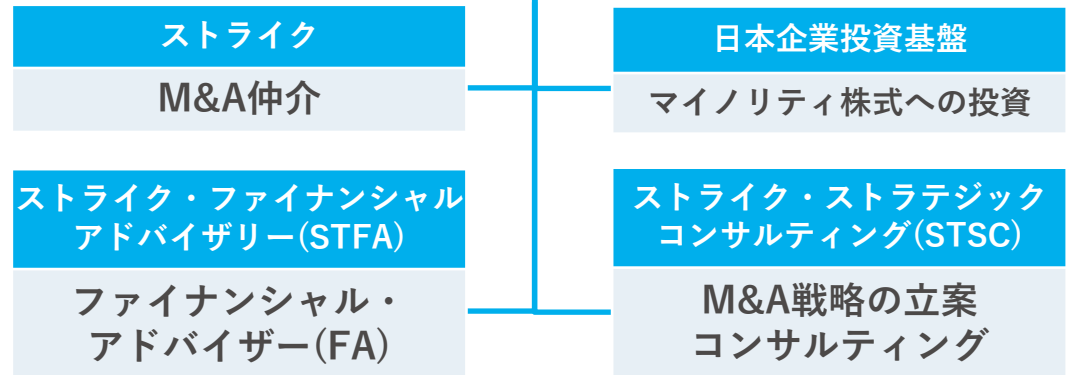 ストライク
M&A仲介
日本企業投資基盤
マイノリティ株式への投資
ストライク・ファイナンシャル
アドバイザリー(STFA)
ファイナンシャル・
アドバイザー(FA)
ストライク・ストラテジック
コンサルティング(STSC)
M&A戦略の立案
コンサルティング